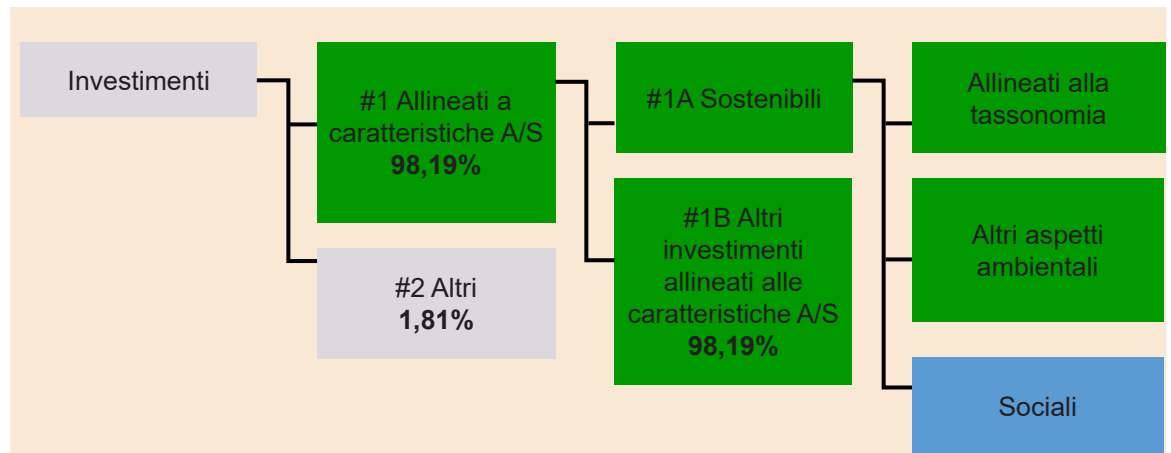 Investimenti
#1 Allineati a
caratteristiche A/S
98,19%
#2 Altri
1,81%
#1A Sostenibili
#1B Altri
investimenti
allineati alle
caratteristiche A/S
98,19%
Allineati alla
tassonomia
Altri aspetti
ambientali
Sociali